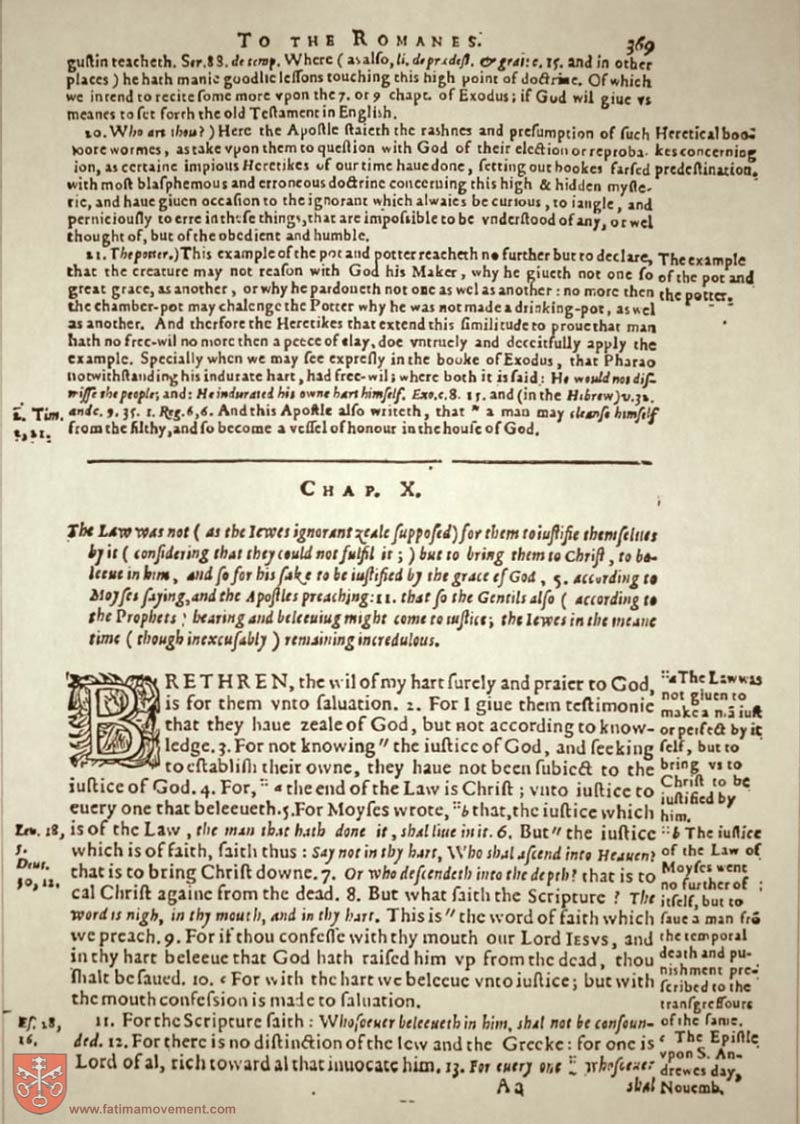 TO THE ROMANES. 369
guſtin teacheth. Ser. 88. de temp. Where (as alſo, li. de prædeſt. & gratie. 15. and in other
places) he hath manie goodlie leſſons touching this high point of doctrine. Of which
we intend to recite ſome more vpon the 7. or 9 chapt. of Exodus; if God wil giue vs
meanes to ſet forth the old Teſtament in Engliſh.
20. Who art thou?) Here the Apoſtle ſtaieth the rashnes and preſumption of ſuch
poore wormes, as take vpon them to queſtion with God of their election or reproba-
ion, as certaine impious Heretikes of our time haue done, ſetting out bookes farſed
with moſt blaſphemous and erroneous doctrine concerning this high & hidden myſte-
rie, and haue giuen occaſion to the ignorant which alwaies be curious, to iangle, and
perniciouſly to erre in theſe things, that are impoſsible to be vnderſtood of any, or wel
thought of, but of the obedient and humble.
Heretical boo-
kes concerning
predeſtination.
21. The potter.) This example of the pot and potter reacheth no further but to declare,
that the creature may not reaſon with God his Maker, why he giueth not one ſo
great grace, as another, or why he pardoneth not one as wel as another: no more then
the chamber-pot may chalenge the Potter why he was not made a drinking-pot, as wel
as another. And therfore the Heretikes that extend this ſimilitude to proue that man
hath no free-wil no more then a peece of clay, doe vntruely and deceitfully apply the
example. Specially when we may ſee expreſly in the booke of Exodus, that Pharao
notwithſtanding his indurate hart, had free-wil; where both it is ſaid: He would not diſ-
miſſe the people; and: He indurated his owne hart himſelf. Exo. c. 8. 15. and (in the Hebrew) v. 32.
and c. 9. 35. 1. Reg. 6, 6. And this Apoſtle alſo writeth, that * a man may cleanſe himſelf
from the filthy, and ſo become a veſſel of honour in the houſe of God.
The example
of the pot and
the potter.
2. Tim.
2, 21.
CHAP. X.
The Law was not (as the Iewes ignorant zeale ſuppoſed) for them to iuſtifie themſelues
by it (conſidering that they could not fulfil it;) but to bring them to Chriſt, to be-
leeue in him, and ſo for his ſake to be iuſtified by the grace of God, 5. according to
Moyſes ſaying, and the Apoſtles preaching: 11. that ſo the Gentils alſo (according to
the Prophets) hearing and beleeuiug might come to iuſtice; the Iewes in the meane
time (though inexcuſably) remaining incredulous.
BRETHREN, the wil of my hart ſurely and praier to God,
is for them vnto ſaluation. 2. For I giue them teſtimonie
that they haue zeale of God, but not according to know-
ledge. 3. For not knowing" the iuſtice of God, and ſeeking
to eſtabliſh their owne, they haue not been ſubiect to the
iuſtice of God. 4. For, :: a the end of the Law is Chriſt; vnto iuſtice to
euery one that beleeueth. 5. For Moyſes wrote, :: b that, the iuſtice which
is of the Law, the man that hath done it, shal liue in it. 6. But" the iuſtice
which is of faith, ſaith thus: Say not in thy hart, Who shal aſcend into Heauen?
that is to bring Chriſt downe. 7. Or who deſcendeth into the depth? that is to
cal Chriſt againe from the dead. 8. But what ſaith the Scripture? The
word is nigh, in thy mouth, and in thy hart. This is" the word of faith which
we preach. 9. For if thou confeſſe with thy mouth our Lord IESVS, and
in thy hart beleeue that God hath raiſed him vp from the dead, thou
ſhalt be ſaued. 10. c For with the hart we beleeue vnto iuſtice; but with
the mouth confeſsion is made to ſaluation.
11. For the Scripture ſaith: Whoſoeuer beleeueth in him, shal not be confoun-
ded. 12. For there is no diſtinction of the Iew and the Greeke: for one is
Lord of al, rich toward al that inuocate him. 13. For euery one :: whoſoeuer
Aa shal
:: a The Law was
not giuen to
make a mã iuſt
or perfect by it
ſelf, but to
bring vs to
Chriſt to be
iuſtified by
him.
:: b The iuſtice
of the Law of
Moyſes went
no further of
itſelf, but to
ſaue a man frõ
the temporal
death and pu-
nishment pre-
ſcribed to the
tranſgreſſours
of the ſame.
c The Epiſtle
vpon S. An-
drewes day,
Nouemb.
Leu. 18,
5.
Deut.
30, 12.
Eſ. 28,
16.
www.fatimamovement.com